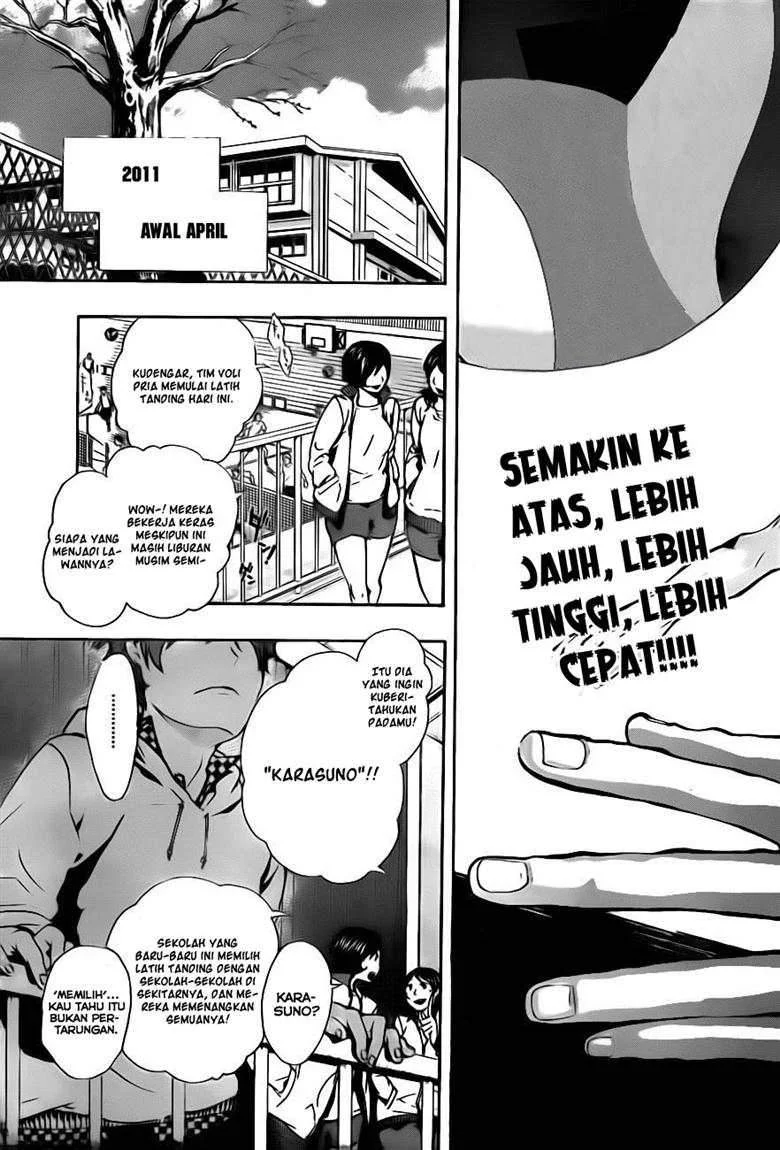 SEMAKIN KE
ATAS, LEBIH
JAUH, LEBIH
TINGGI, LEBIH
CEPAT!!!!
2011
AWAL APRIL
KUDENGAR, TIM VOLI
PRIA MEMULAI LATIH
TANDING HARI INI.
WOW-! MEREKA
BEKERJA KERAS
MESKIPUN INI
MASIH LIBURAN
MUSIM SEMI-
SIAPA YANG
MENJADI LA-
WANNYA?
ITU DIA
YANG INGIN
KUBERI-
TAHUKAN
PADAMU!
"KARASUNO"!!
..........
KARA-
SUNO?
SEKOLAH YANG
BARU-BARU INI MEMILIH
LATIH TANDING DENGAN
SEKOLAH-SEKOLAH DI
SEKITARNYA, DAN ME-
REKA MEMENANGKAN
SEMUANYA!
'MEMILIH'...
KAU TAHU ITU
BUKAN PER-
TARUNGAN.